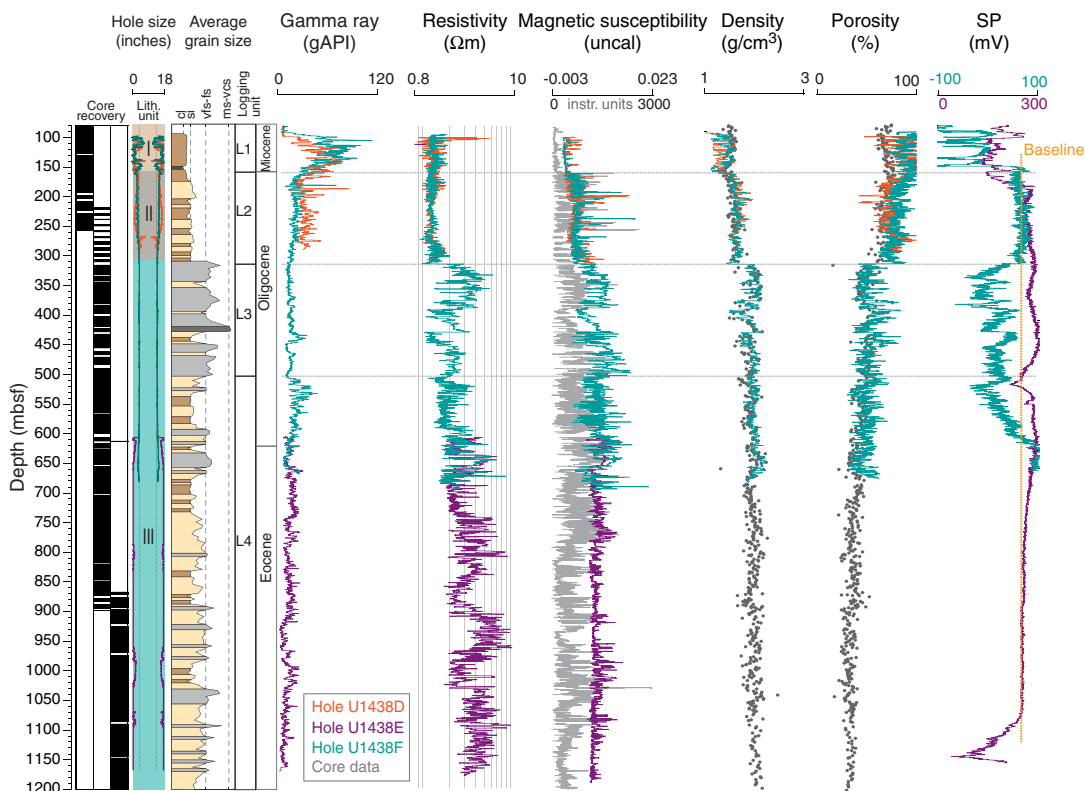 Hole size
(inches)
Average
grain size
Gamma ray
(gAPI)
Resistivity
(Ωm)
Magnetic susceptibility
(uncal)
Density
(g/cm³)
Porosity
(%)
SP
(mV)
0 18
0 120
0.8 10
-0.003 0.023
0 instr. units 3000
1 3
0 100
-100 100
0 300
Core
recovery
Lith.
unit
cl
si
vfs-fs
ms-vcs
Logging
unit
Depth (mbsf)
100
150
200
250
300
350
400
450
500
550
600
650
700
750
800
850
900
950
1000
1050
1100
1150
1200
I
II
III
L1
L2
L3
L4
Miocene
Oligocene
Eocene
Baseline
Hole U1438D
Hole U1438E
Hole U1438F
Core data